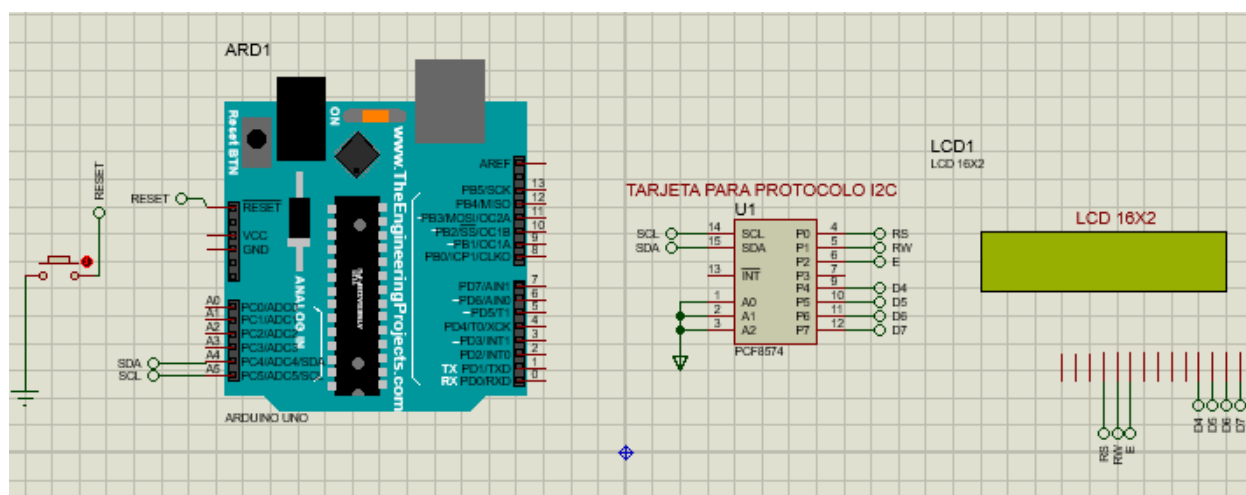 ARD1
RESET
RESET
Reset BTN
ON
www.TheEngineeringProjects.com
ANALOG IN
RESET
VCC
GND
A0 PC0/ADC0
A1 PC1/ADC1
A2 PC2/ADC2
A3 PC3/ADC3
SDA A4 PC4/ADC4/SDA
SCL A5 PC5/ADC5/SCL
AREF
PB5/SCK 13
PB4/MISO 12
PB3/MOSI/OC2A 11
PB2/SS/OC1B 10
PB1/OC1A 9
PB0/ICP1/CLKO 8
PD7/AIN1 7
PD6/AIN0 6
PD5/T1 5
PD4/T0/XCK 4
PD3/INT1 3
PD2/INT0 2
TX PD1/TXD 1
RX PD0/RXD 0
ARDUINO UNO
TARJETA PARA PROTOCOLO I2C
U1
SCL 14 SCL P0 4 RS
SDA 15 SDA P1 5 RW
P2 6 E
13 INT P3 7
P4 9 D4
1 A0 P5 10 D5
2 A1 P6 11 D6
3 A2 P7 12 D7
PCF8574
LCD1
LCD 16X2
LCD 16X2
RS
RW
E
D4
D5
D6
D7